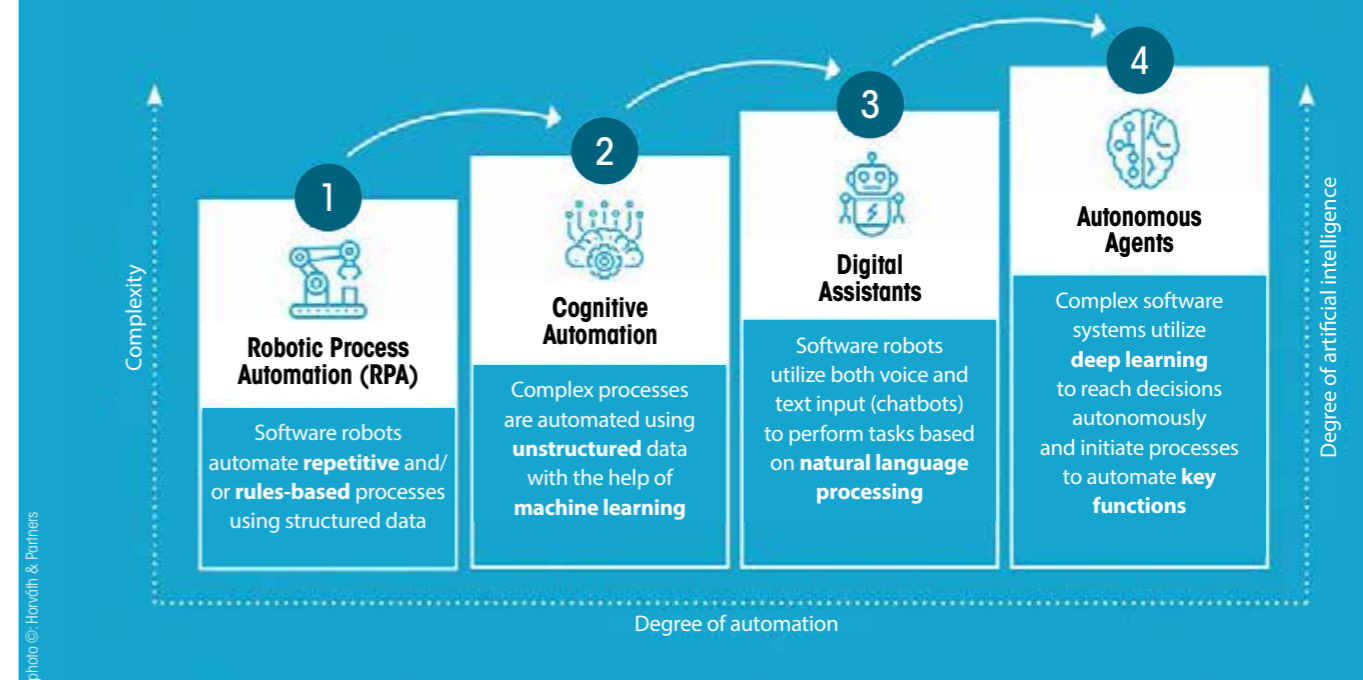 1
Robotic Process
Automation (RPA)
Software robots
automate repetitive and/
or rules-based processes
using structured data
2
Cognitive
Automation
Complex processes
are automated using
unstructured data
with the help of
machine learning
3
Digital
Assistants
Software robots
utilize both voice and
text input (chatbots)
to perform tasks based
on natural language
processing
4
Autonomous
Agents
Complex software
systems utilize
deep learning
to reach decisions
autonomously
and initiate processes
to automate key
functions
Complexity
Degree of automation
Degree of artificial intelligence
photo ©: Horváth & Partners